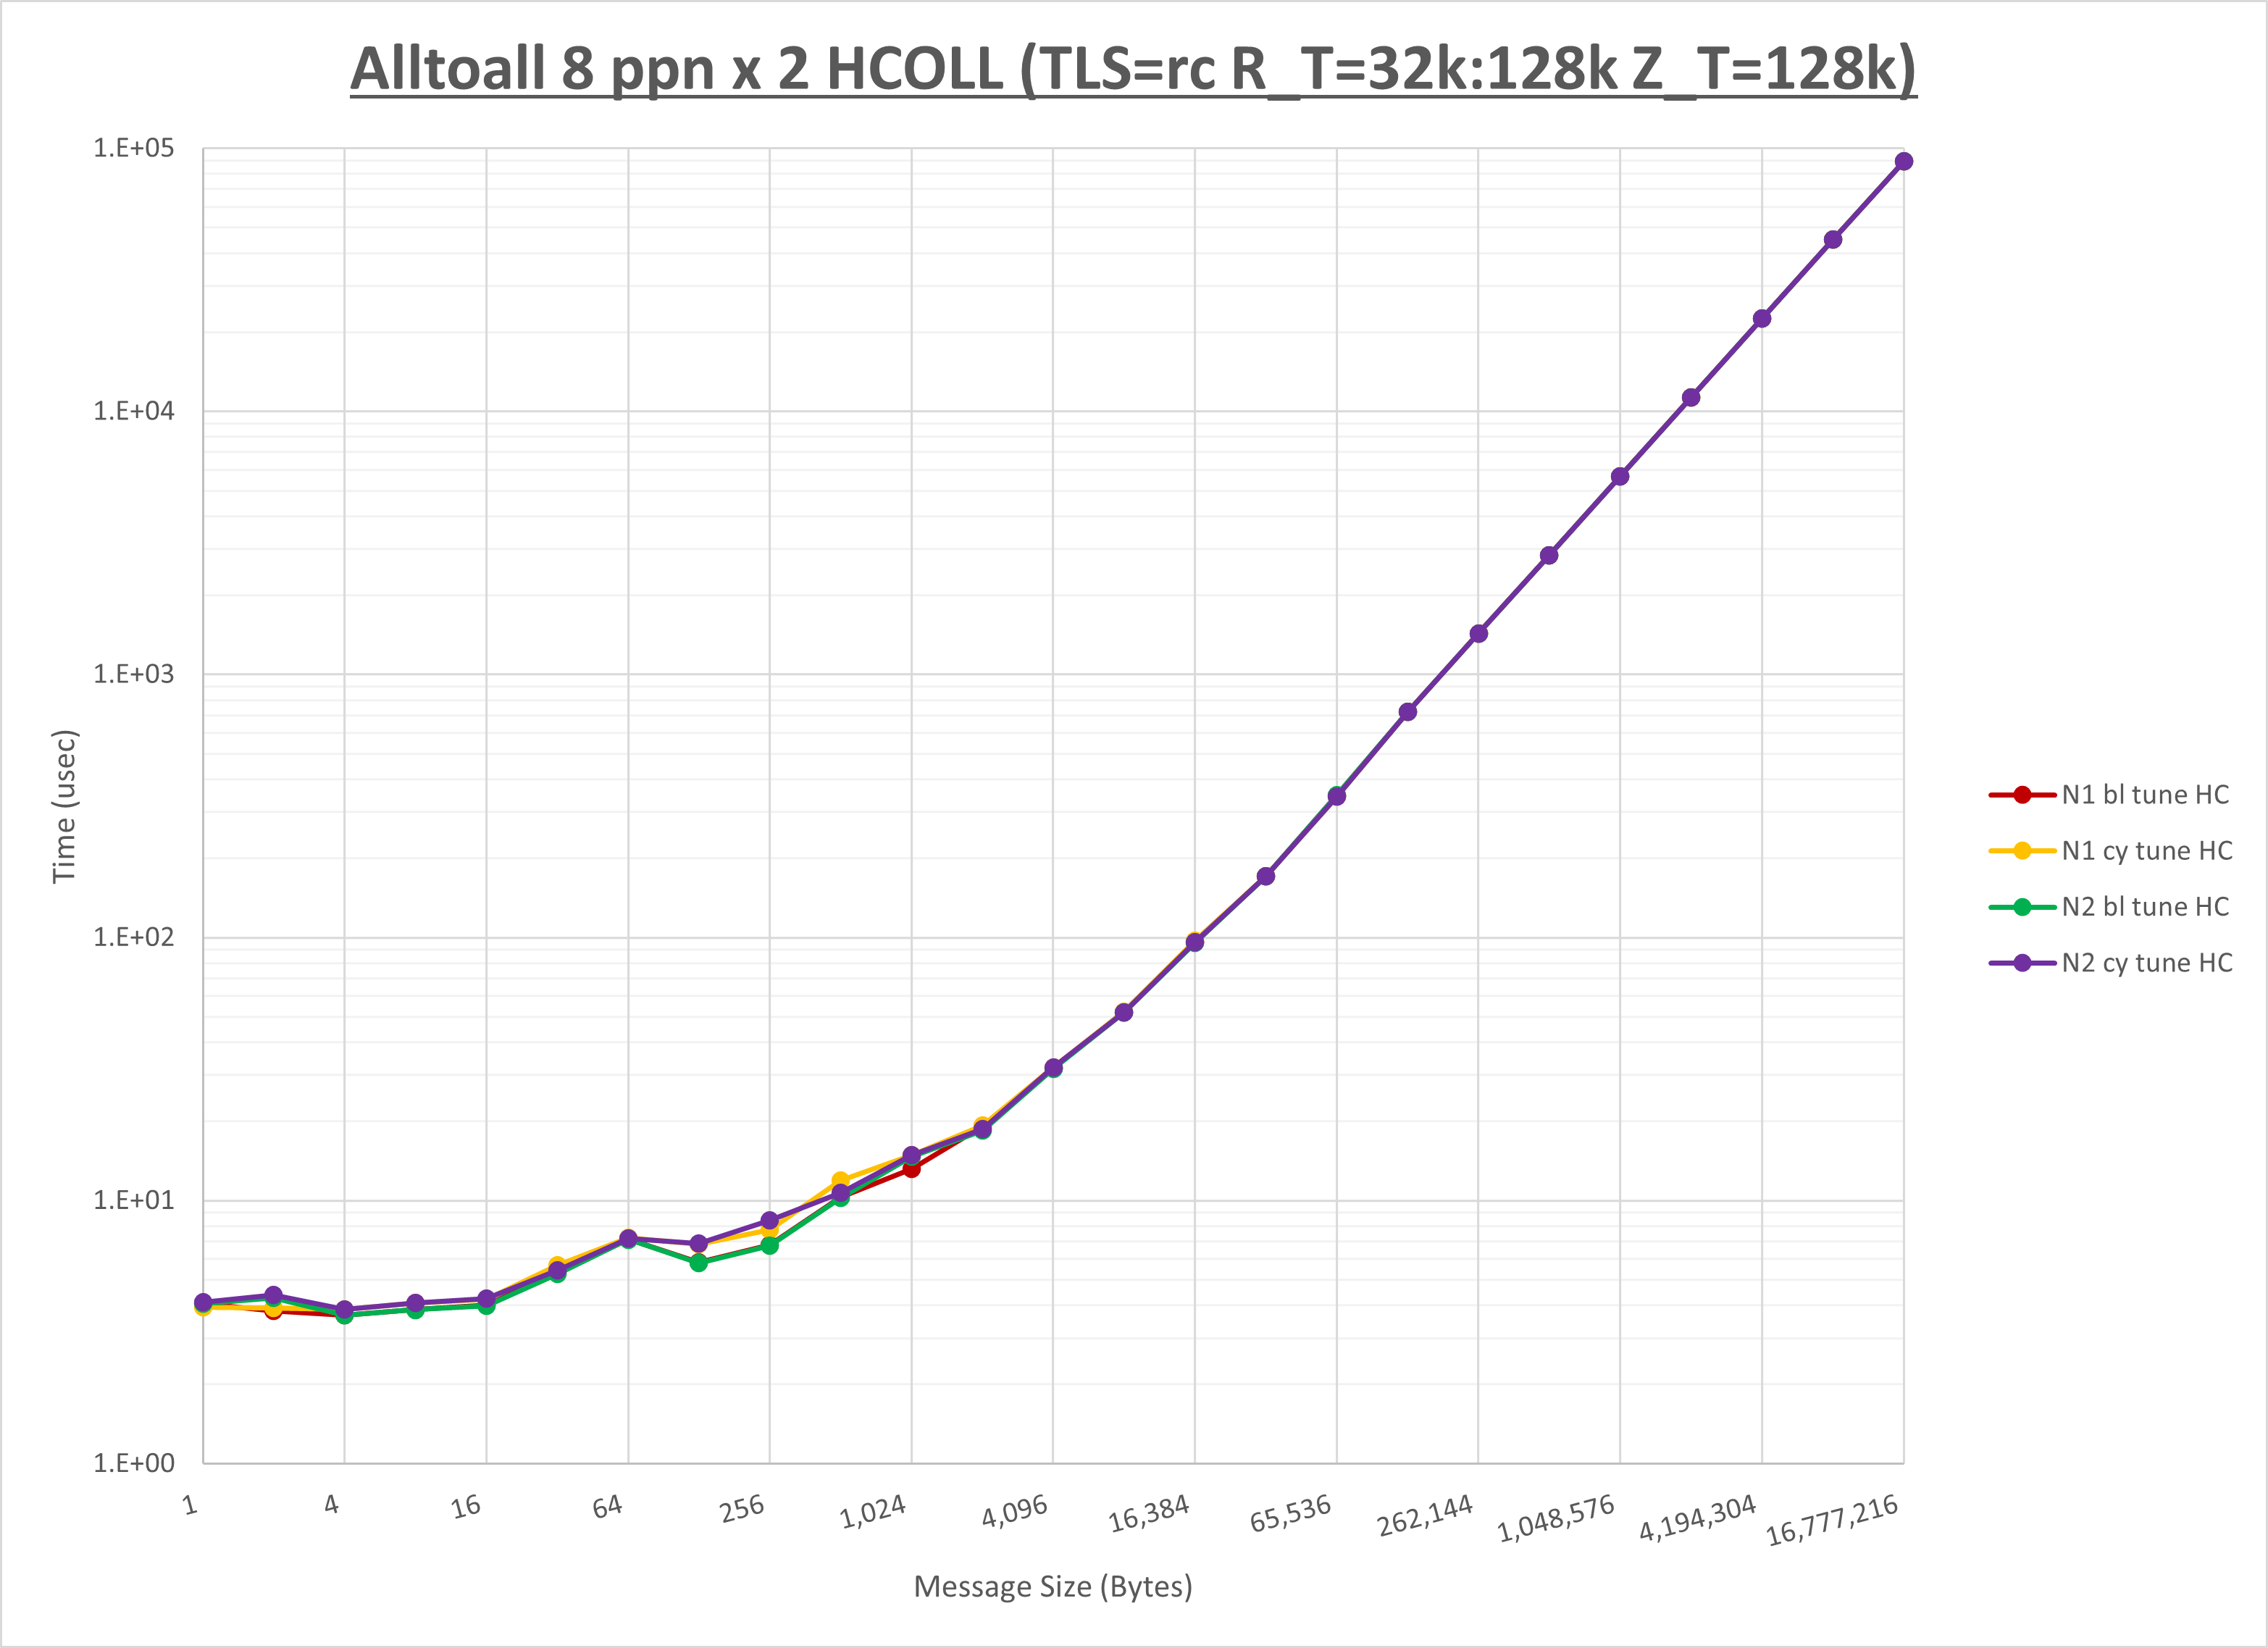 Alltoall 8 ppn x 2 HCOLL (TLS=rc R_T=32k:128k Z_T=128k)
1.E+05
1.E+04
1.E+03
1.E+02
1.E+01
1.E+00
Time (usec)
N1 bl tune HC
N1 cy tune HC
N2 bl tune HC
N2 cy tune HC
1
4
16
64
256
1,024
4,096
16,384
65,536
262,144
1,048,576
4,194,304
16,777,216
Message Size (Bytes)